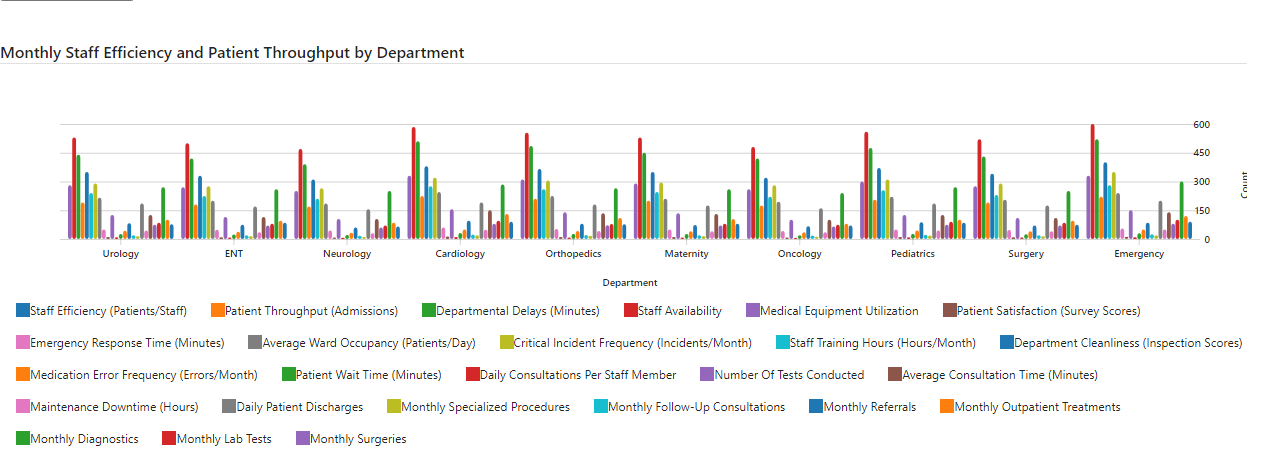 Monthly Staff Efficiency and Patient Throughput by Department
600
450
300
150
0
Count
Urology ENT Neurology Cardiology Orthopedics Maternity Oncology Pediatrics Surgery Emergency
Department
Staff Efficiency (Patients/Staff) Patient Throughput (Admissions) Departmental Delays (Minutes) Staff Availability Medical Equipment Utilization Patient Satisfaction (Survey Scores)
Emergency Response Time (Minutes) Average Ward Occupancy (Patients/Day) Critical Incident Frequency (Incidents/Month) Staff Training Hours (Hours/Month) Department Cleanliness (Inspection Scores)
Medication Error Frequency (Errors/Month) Patient Wait Time (Minutes) Daily Consultations Per Staff Member Number Of Tests Conducted Average Consultation Time (Minutes)
Maintenance Downtime (Hours) Daily Patient Discharges Monthly Specialized Procedures Monthly Follow-Up Consultations Monthly Referrals Monthly Outpatient Treatments
Monthly Diagnostics Monthly Lab Tests Monthly Surgeries